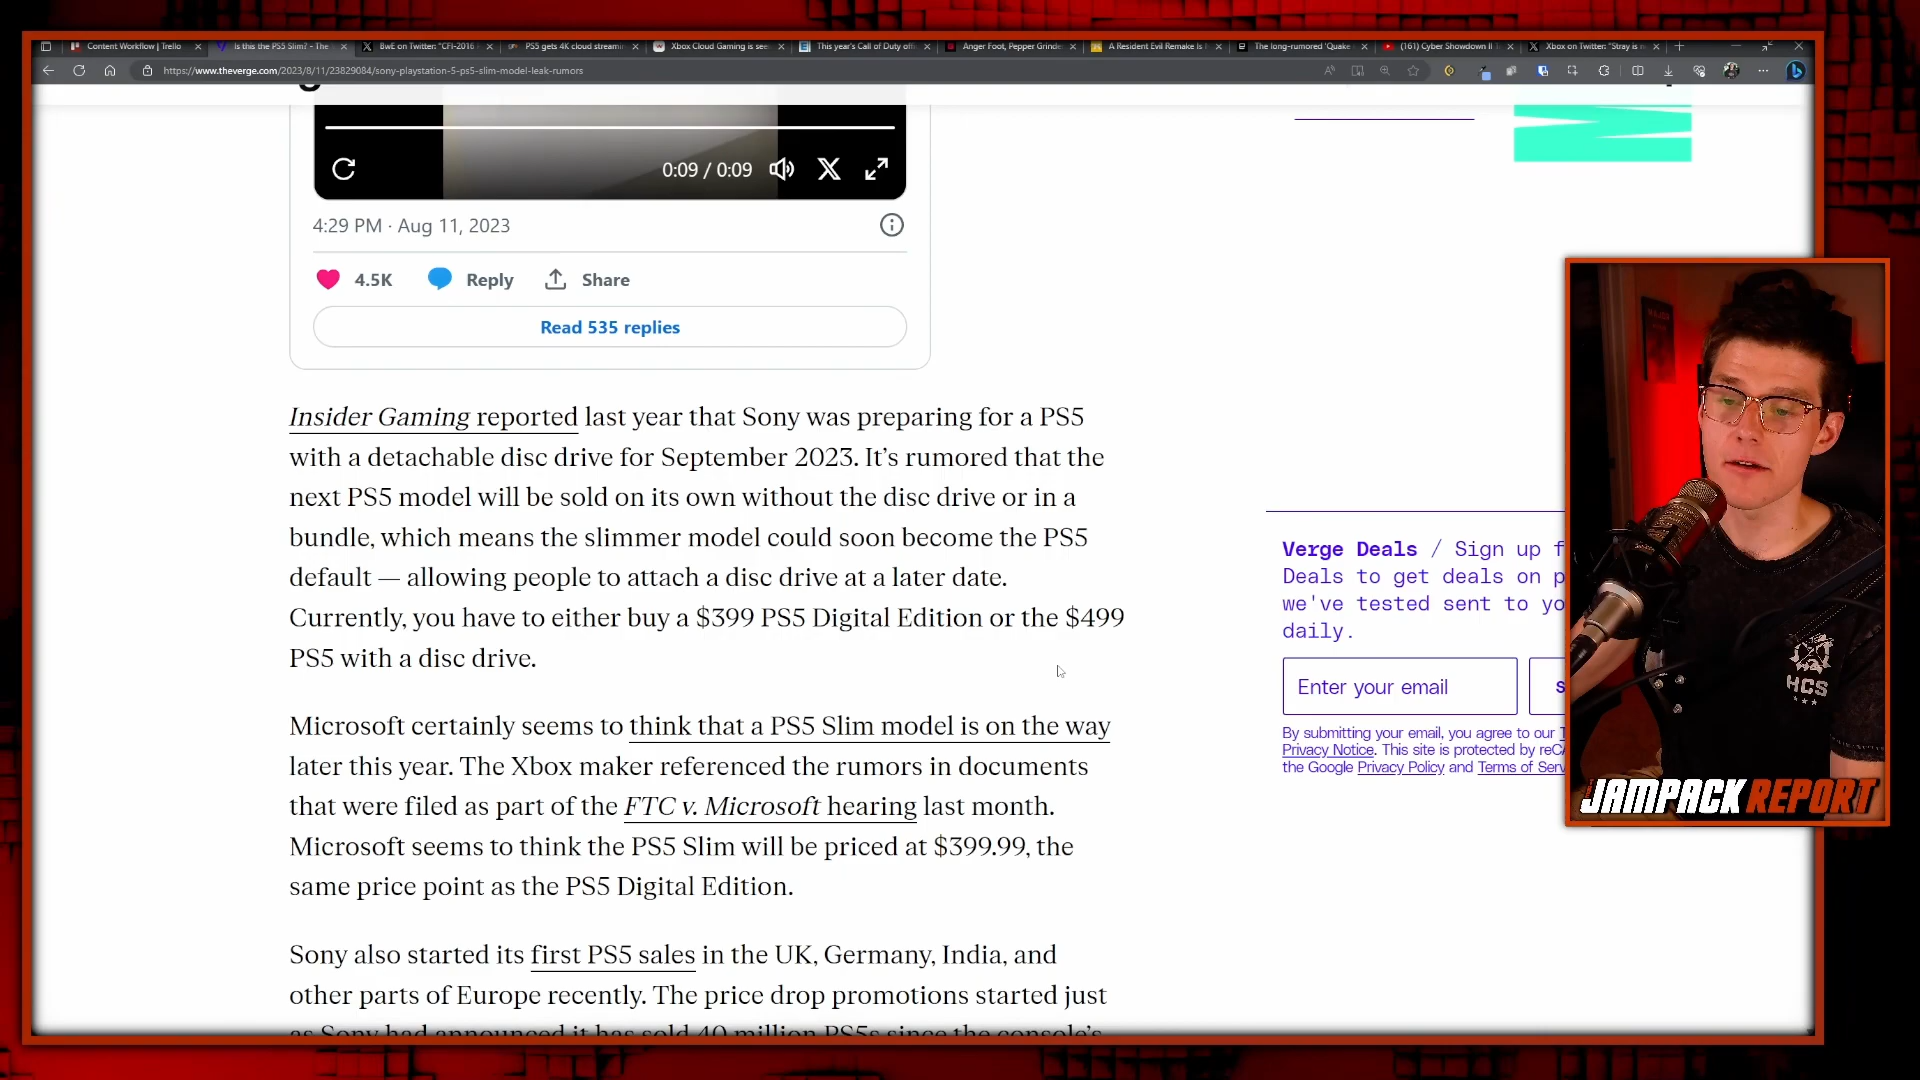 Content Workflow | Trello
Is this the PS5 Slim? - The
BwE on Twitter: "CFI-2016
PS5 gets 4K cloud streamin
Xbox Cloud Gaming is see
This year's Call of Duty off
Anger Foot, Pepper Grinde
A Resident Evil Remake Is
The long-rumored 'Quake
(161) Cyber Showdown II
Xbox on Twitter: "Stray is
https://www.theverge.com/2023/8/11/23829084/sony-playstation-5-ps5-slim-model-leak-rumors
0:09 / 0:09
4:29 PM · Aug 11, 2023
4.5K
Reply
Share
Read 535 replies
Insider Gaming reported last year that Sony was preparing for a PS5
with a detachable disc drive for September 2023. It's rumored that the
next PS5 model will be sold on its own without the disc drive or in a
bundle, which means the slimmer model could soon become the PS5
default — allowing people to attach a disc drive at a later date.
Currently, you have to either buy a $399 PS5 Digital Edition or the $499
PS5 with a disc drive.
Microsoft certainly seems to think that a PS5 Slim model is on the way
later this year. The Xbox maker referenced the rumors in documents
that were filed as part of the FTC v. Microsoft hearing last month.
Microsoft seems to think the PS5 Slim will be priced at $399.99, the
same price point as the PS5 Digital Edition.
Sony also started its first PS5 sales in the UK, Germany, India, and
other parts of Europe recently. The price drop promotions started just
as Sony had announced it has sold 40 million PS5s since the console's
Verge Deals / Sign up f
Deals to get deals on p
we've tested sent to yo
daily.
Enter your email
S
By submitting your email, you agree to our T
Privacy Notice. This site is protected by reCA
the Google Privacy Policy and Terms of Serv
HCS
THE JAMPACK REPORT